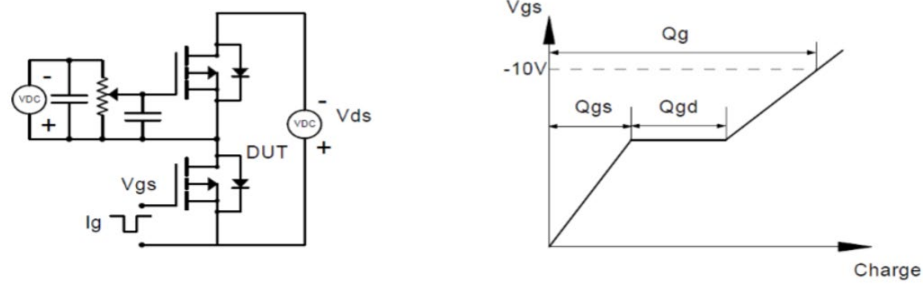 VDC
-
+
Vgs
Ig
DUT
VDC
-
+
Vds
Vgs
-10V
Qg
Qgs
Qgd
Charge